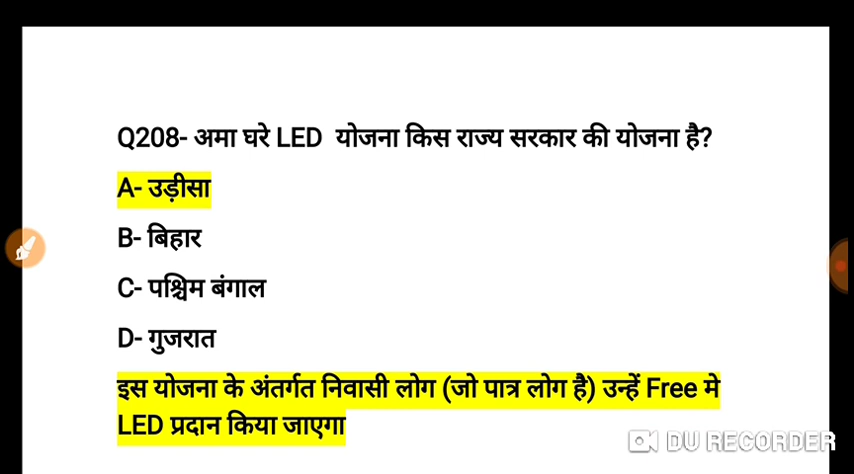 Q208- अमा घरे LED योजना किस राज्य सरकार की योजना है?
A- उड़ीसा
B- बिहार
C- पश्चिम बंगाल
D- गुजरात
इस योजना के अंतर्गत निवासी लोग (जो पात्र लोग है) उन्हें Free मे
LED प्रदान किया जाएगा
DU RECORDER